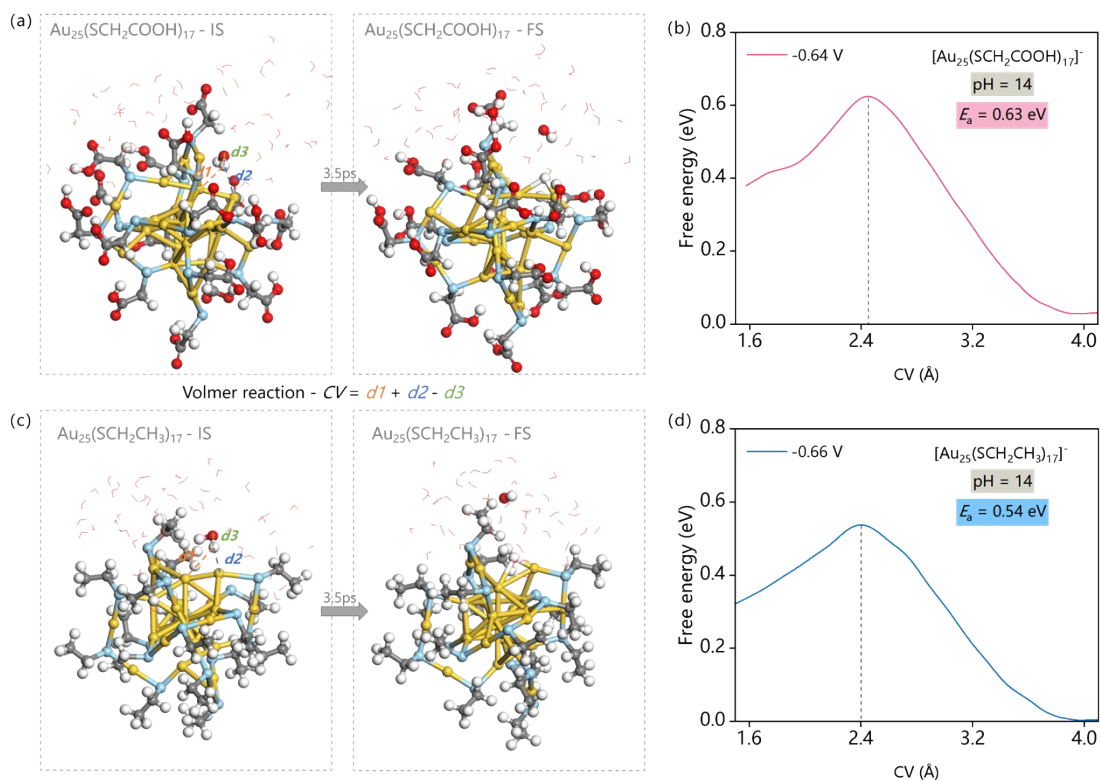 (a)
Au₂₅(SCH₂COOH)₁₇ - IS
d3
d1
d2
3.5ps
Au₂₅(SCH₂COOH)₁₇ - FS
(b)
-0.64 V
[Au₂₅(SCH₂COOH)₁₇]⁻
pH = 14
Eₐ = 0.63 eV
Free energy (eV)
0.8
0.6
0.4
0.2
0.0
1.6 2.4 3.2 4.0
CV (Å)
Volmer reaction - CV = d1 + d2 - d3
(c)
Au₂₅(SCH₂CH₃)₁₇ - IS
d3
d1
d2
3.5ps
Au₂₅(SCH₂CH₃)₁₇ - FS
(d)
-0.66 V
[Au₂₅(SCH₂CH₃)₁₇]⁻
pH = 14
Eₐ = 0.54 eV
Free energy (eV)
0.8
0.6
0.4
0.2
0.0
1.6 2.4 3.2 4.0
CV (Å)